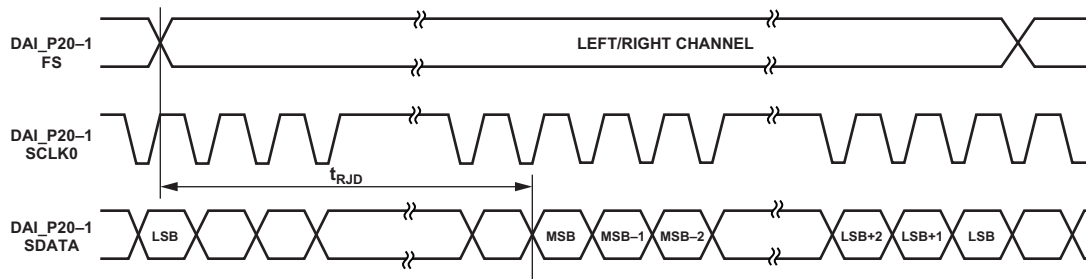 DAI_P20–1
FS
LEFT/RIGHT CHANNEL
DAI_P20–1
SCLK0
tRJD
DAI_P20–1
SDATA
LSB
MSB
MSB–1
MSB–2
LSB+2
LSB+1
LSB